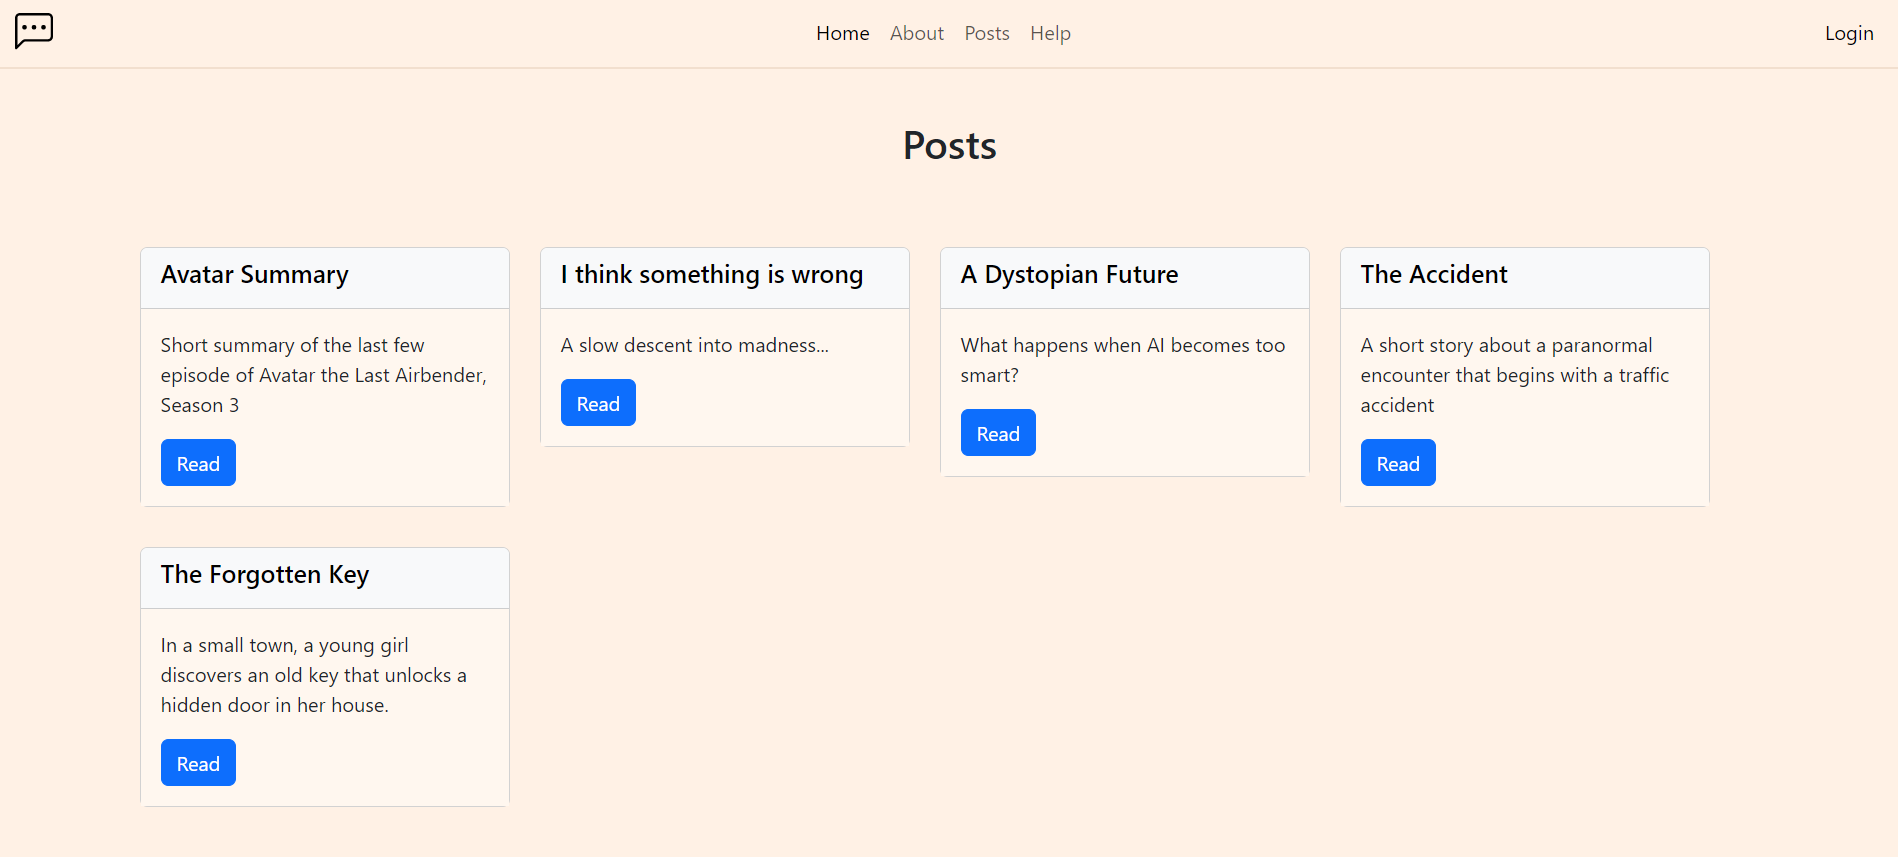 Home About Posts Help Login
Posts
Avatar Summary
Short summary of the last few
episode of Avatar the Last Airbender,
Season 3
Read
I think something is wrong
A slow descent into madness...
Read
A Dystopian Future
What happens when AI becomes too
smart?
Read
The Accident
A short story about a paranormal
encounter that begins with a traffic
accident
Read
The Forgotten Key
In a small town, a young girl
discovers an old key that unlocks a
hidden door in her house.
Read